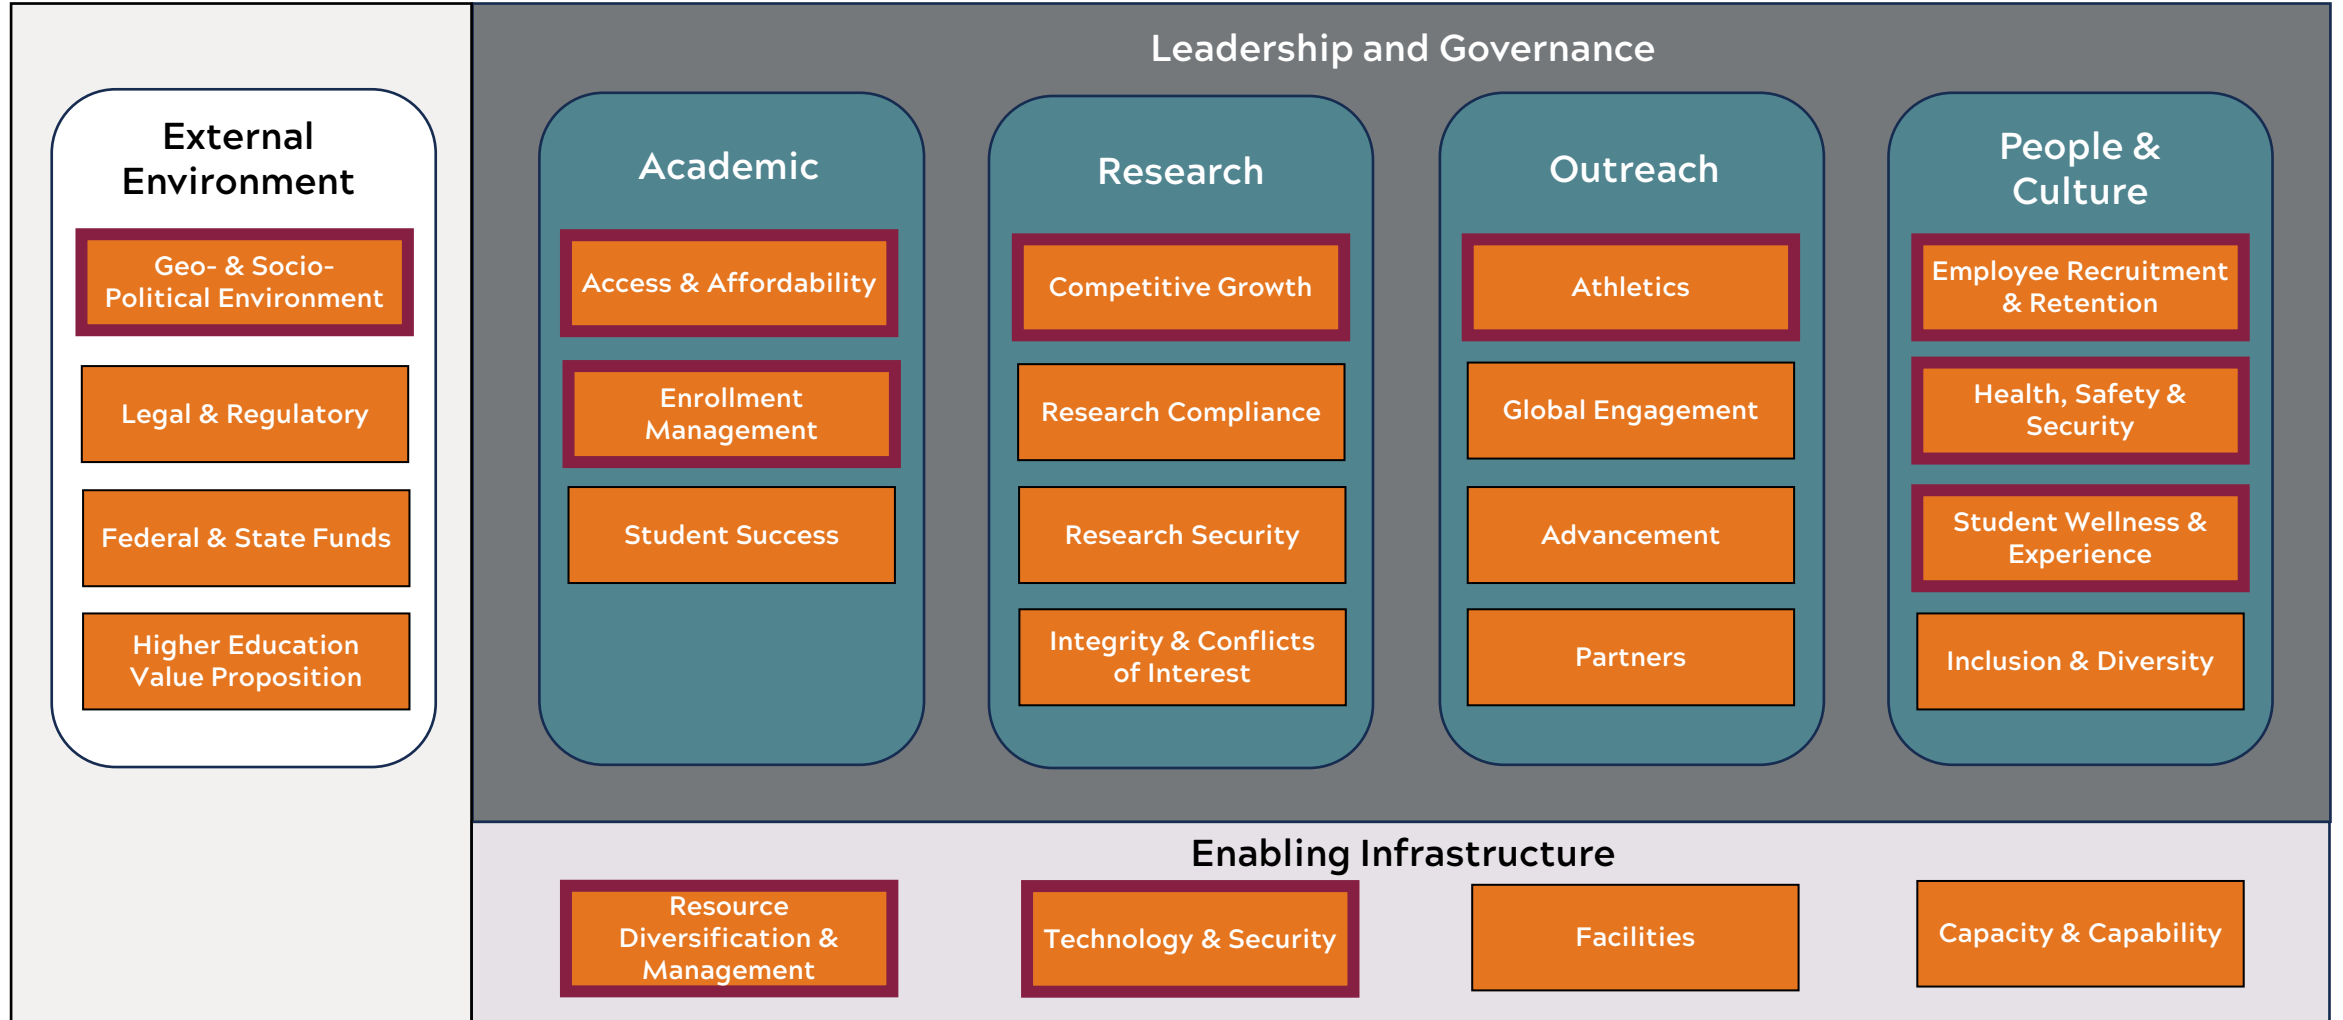 Leadership and Governance
External
Environment
Geo- & Socio-
Political Environment
Legal & Regulatory
Federal & State Funds
Higher Education
Value Proposition
Academic
Access & Affordability
Enrollment
Management
Student Success
Research
Competitive Growth
Research Compliance
Research Security
Integrity & Conflicts
of Interest
Outreach
Athletics
Global Engagement
Advancement
Partners
People &
Culture
Employee Recruitment
& Retention
Health, Safety &
Security
Student Wellness &
Experience
Inclusion & Diversity
Enabling Infrastructure
Resource
Diversification &
Management
Technology & Security
Facilities
Capacity & Capability